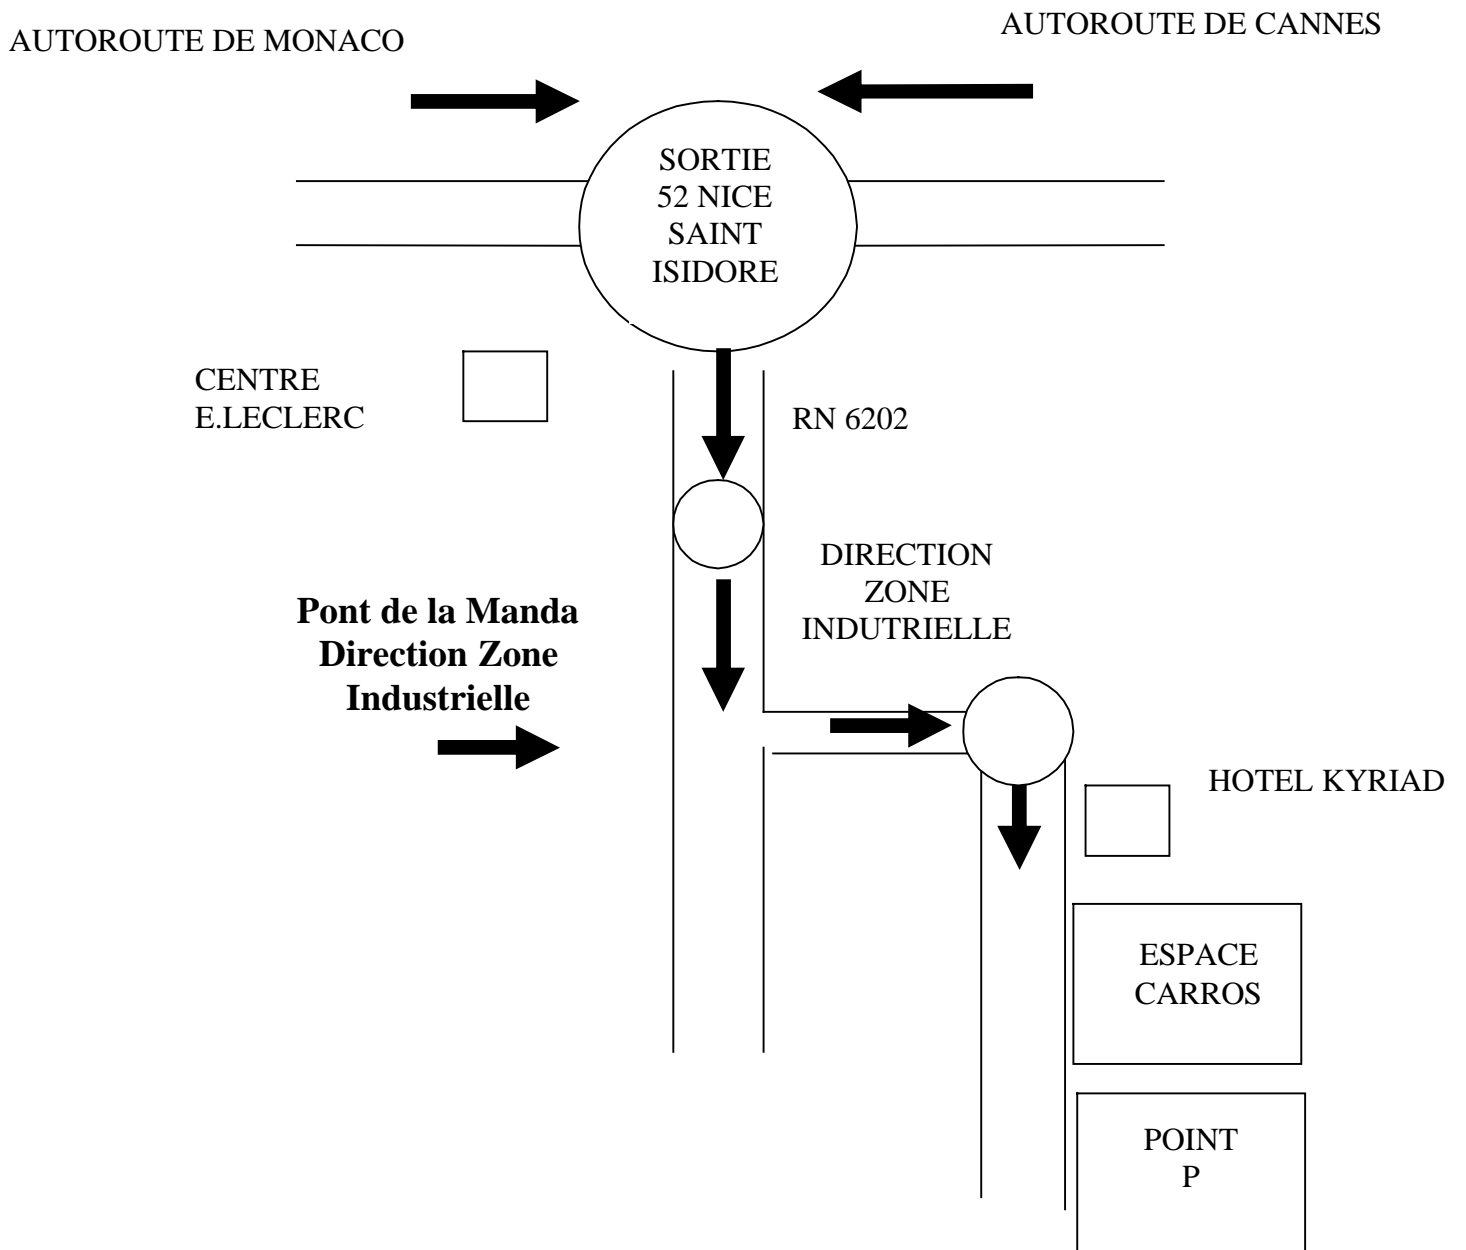 AUTOROUTE DE MONACO
AUTOROUTE DE CANNES
SORTIE
52 NICE
SAINT
ISIDORE
CENTRE
E.LECLERC
RN 6202
DIRECTION
ZONE
INDUTRIELLE
Pont de la Manda
Direction Zone
Industrielle
HOTEL KYRIAD
ESPACE
CARROS
POINT
P